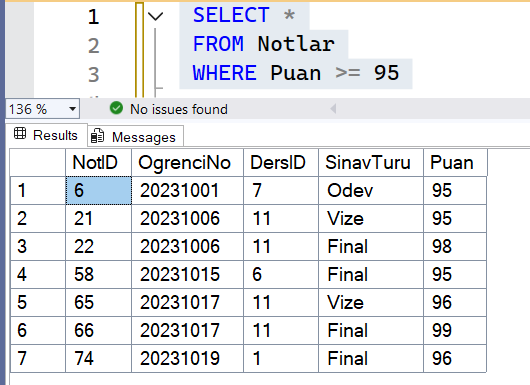 1 SELECT *
2 FROM Notlar
3 WHERE Puan >= 95
136 % No issues found
Results Messages
NotID OgrenciNo DersID SinavTuru Puan
1 6 20231001 7 Odev 95
2 21 20231006 11 Vize 95
3 22 20231006 11 Final 98
4 58 20231015 6 Final 95
5 65 20231017 11 Vize 96
6 66 20231017 11 Final 99
7 74 20231019 1 Final 96